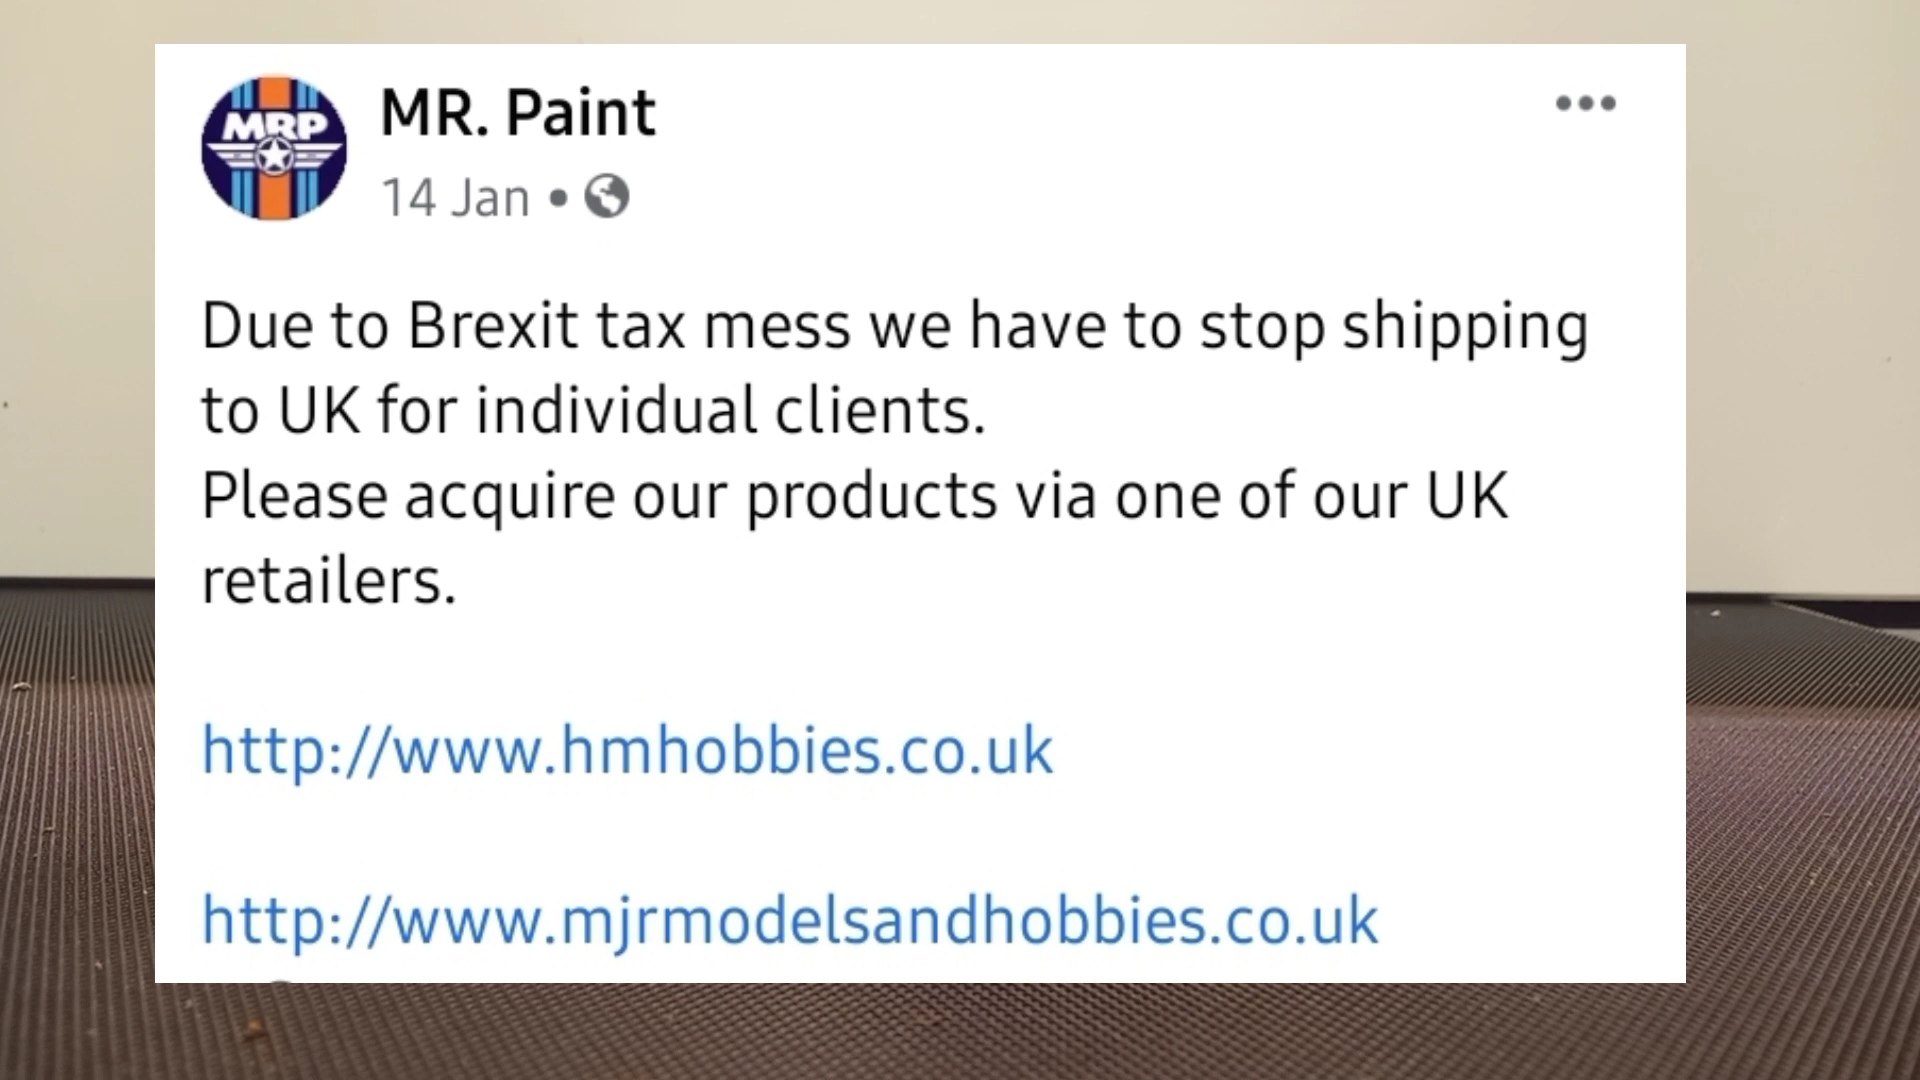 MRP
MR. Paint
14 Jan •
Due to Brexit tax mess we have to stop shipping
to UK for individual clients.
Please acquire our products via one of our UK
retailers.
http://www.hmhobbies.co.uk
http://www.mjrmodelsandhobbies.co.uk